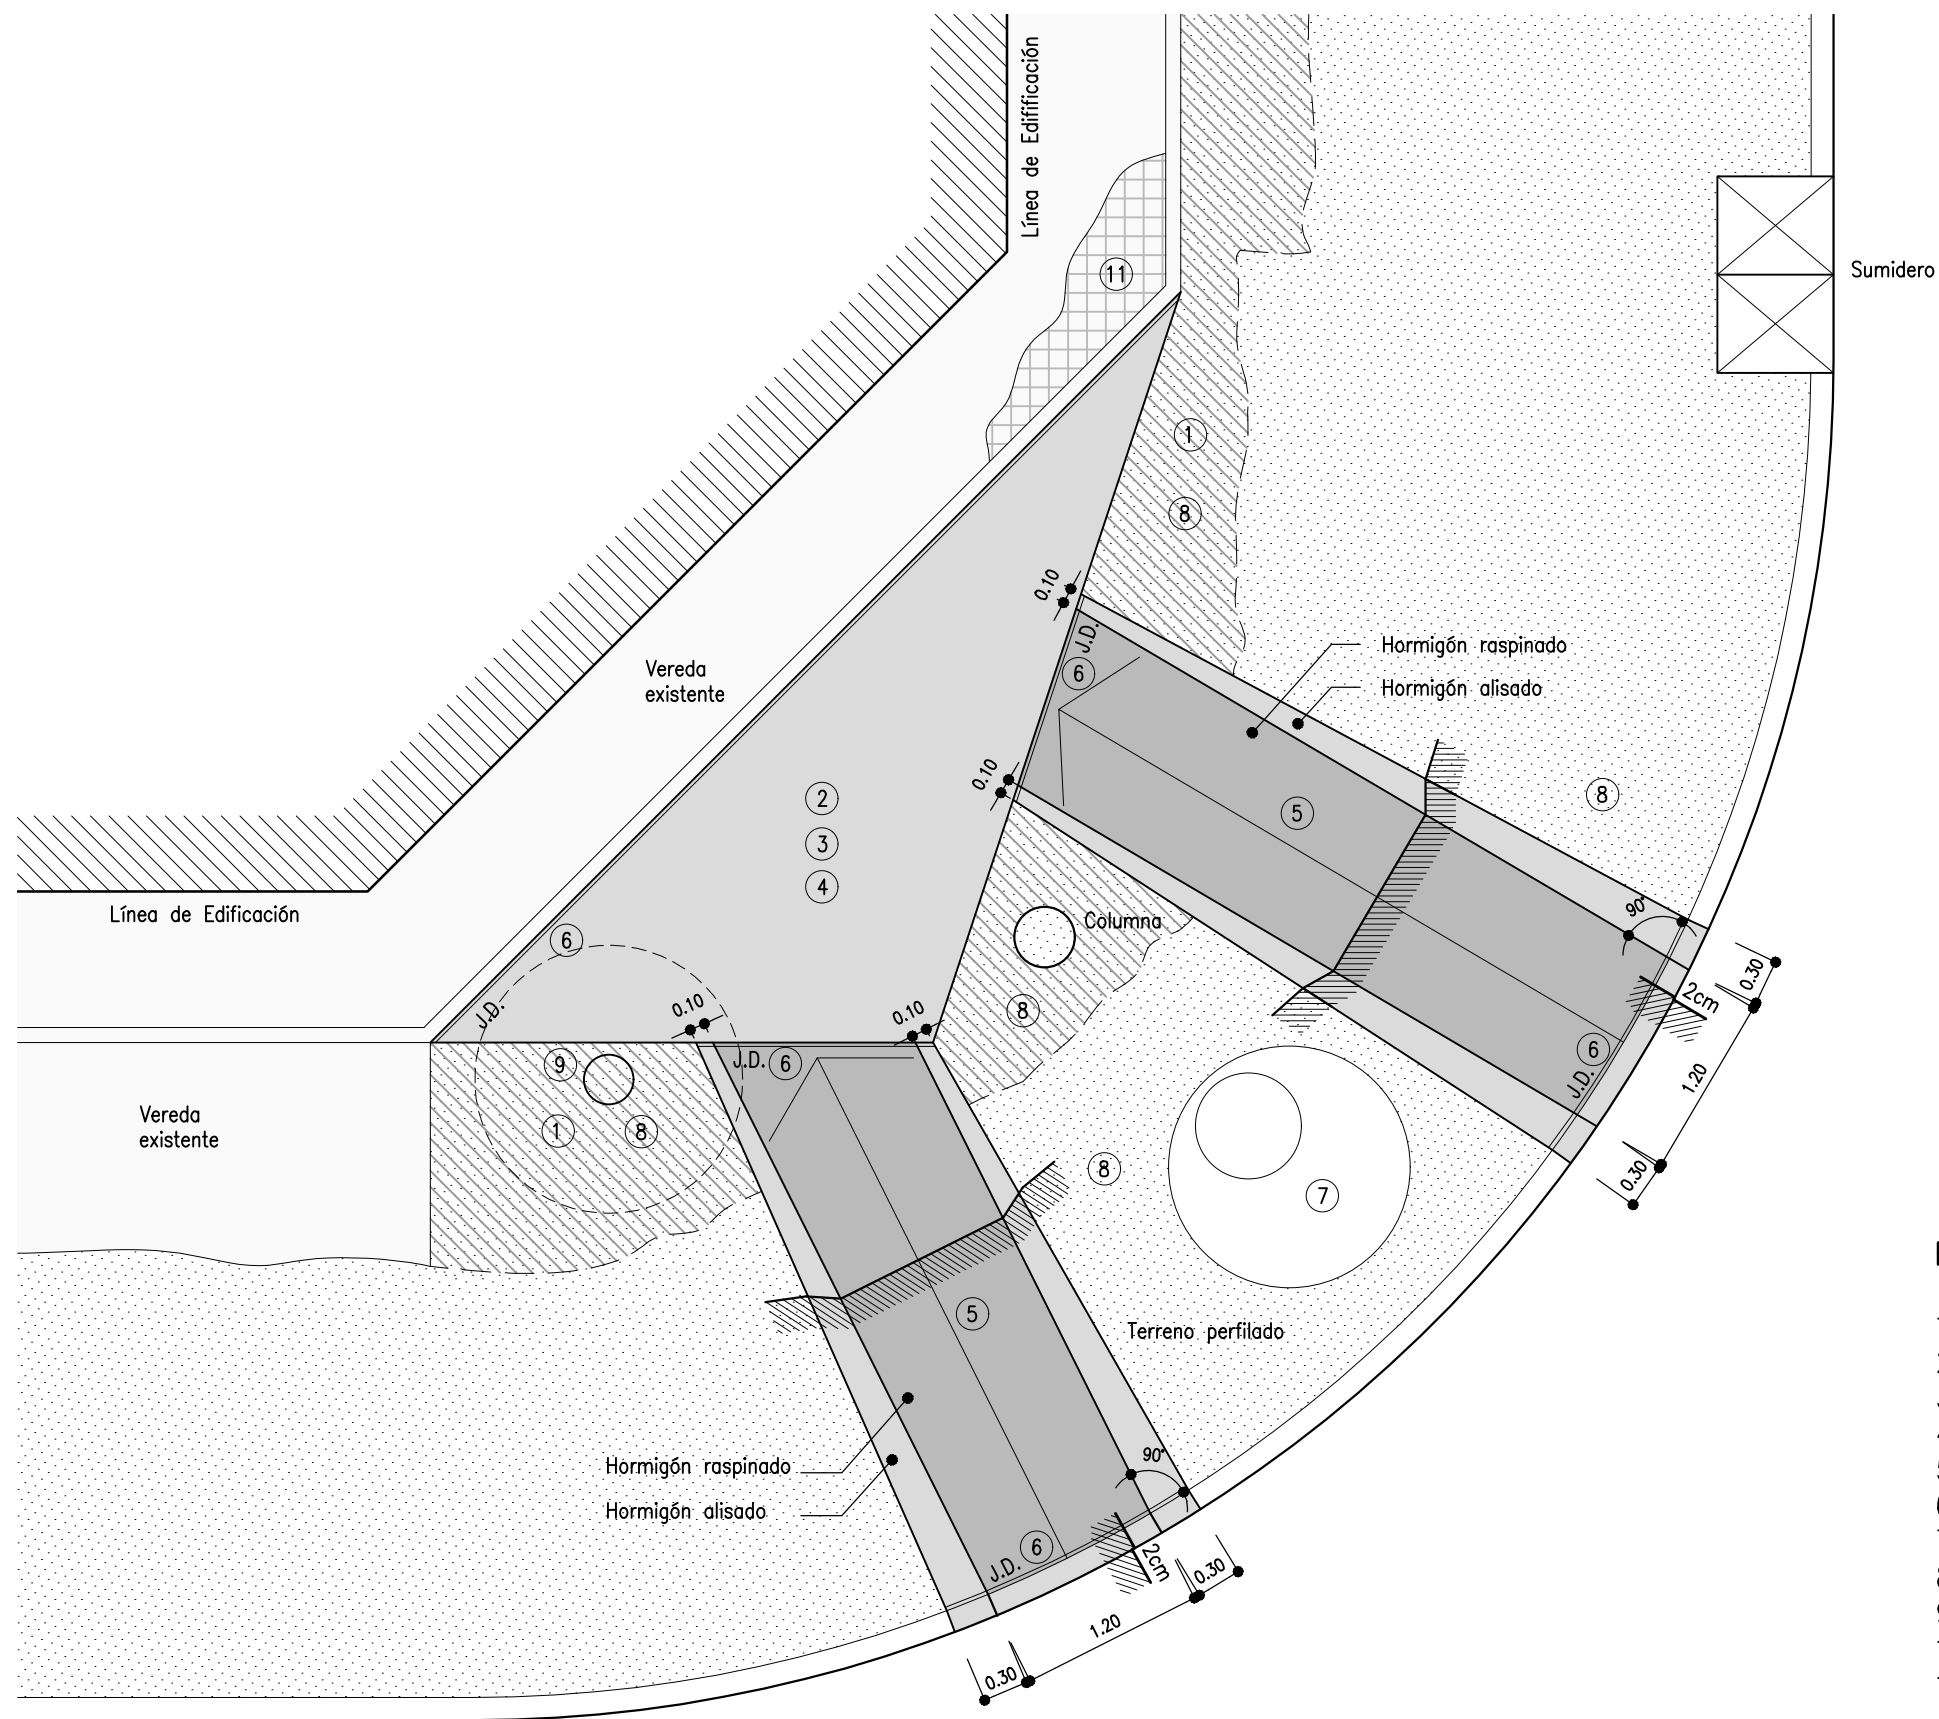 Línea de Edificación
Sumidero
11
1
8
0.10
J.D.
6
Hormigón raspinado
Hormigón alisado
Vereda
existente
0.10
5
8
2
3
4
Línea de Edificación
Columna
90°
6
0.30
2cm
J.D.
0.10
0.10
8
9
J.D.
6
6
J.D.
1.20
Vereda
existente
1
8
8
7
0.30
5
Terreno perfilado
Hormigón raspinado
Hormigón alisado
90°
6
J.D.
2cm
0.30
1.20
0.30